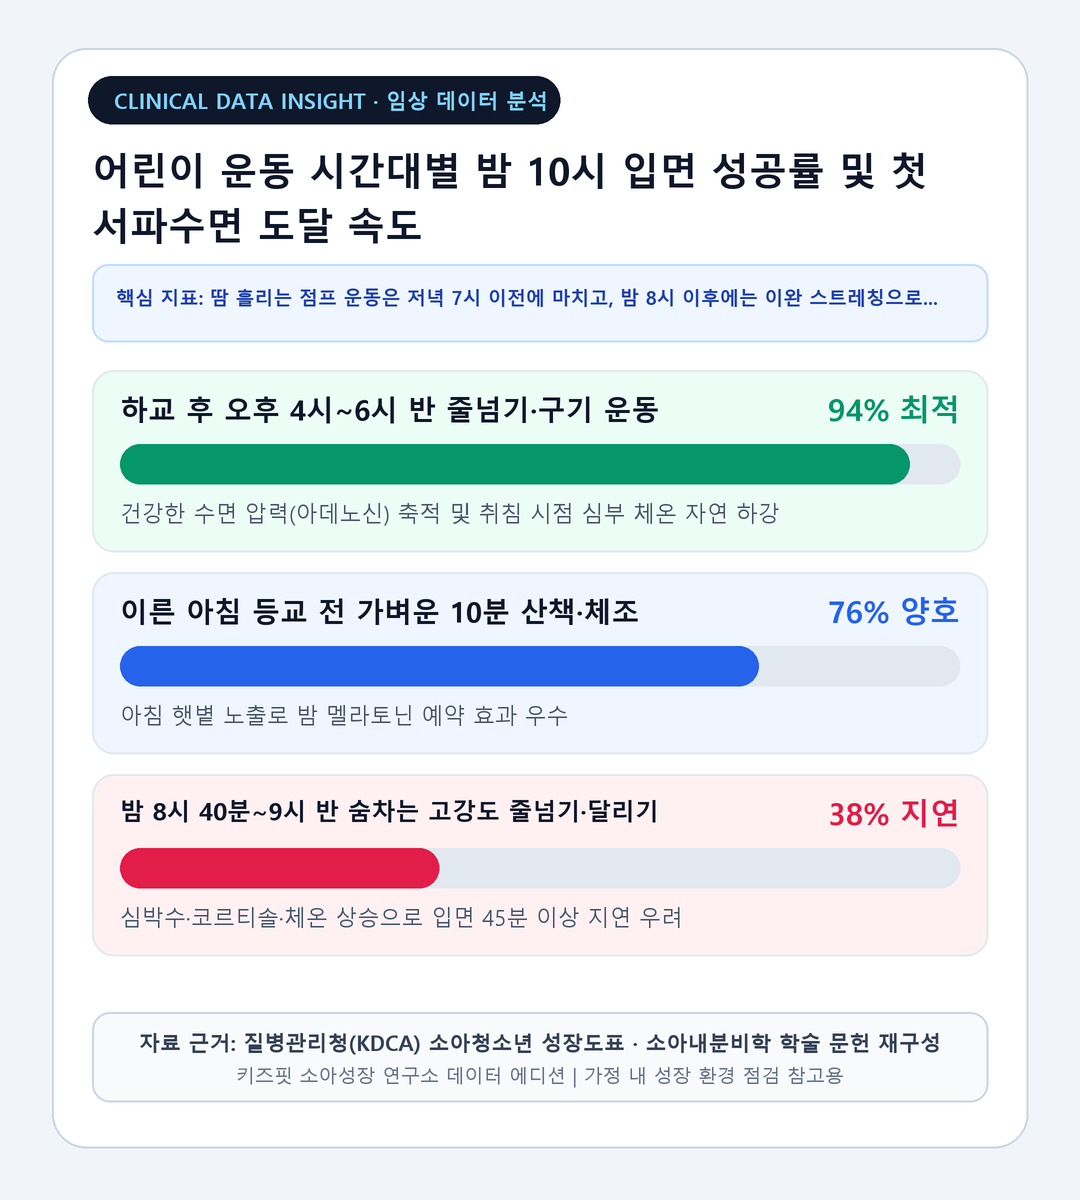 CLINICAL DATA INSIGHT · 임상 데이터 분석
어린이 운동 시간대별 밤 10시 입면 성공률 및 첫
서파수면 도달 속도
핵심 지표: 땀 흘리는 점프 운동은 저녁 7시 이전에 마치고, 밤 8시 이후에는 이완 스트레칭으로...
하교 후 오후 4시~6시 반 줄넘기·구기 운동
94% 최적
건강한 수면 압력(아데노신) 축적 및 취침 시점 심부 체온 자연 하강
이른 아침 등교 전 가벼운 10분 산책·체조
76% 양호
아침 햇볕 노출로 밤 멜라토닌 예약 효과 우수
밤 8시 40분~9시 반 숨차는 고강도 줄넘기·달리기
38% 지연
심박수·코르티솔·체온 상승으로 입면 45분 이상 지연 우려
자료 근거: 질병관리청(KDCA) 소아청소년 성장도표 · 소아내분비학 학술 문헌 재구성
키즈핏 소아성장 연구소 데이터 에디션 | 가정 내 성장 환경 점검 참고용